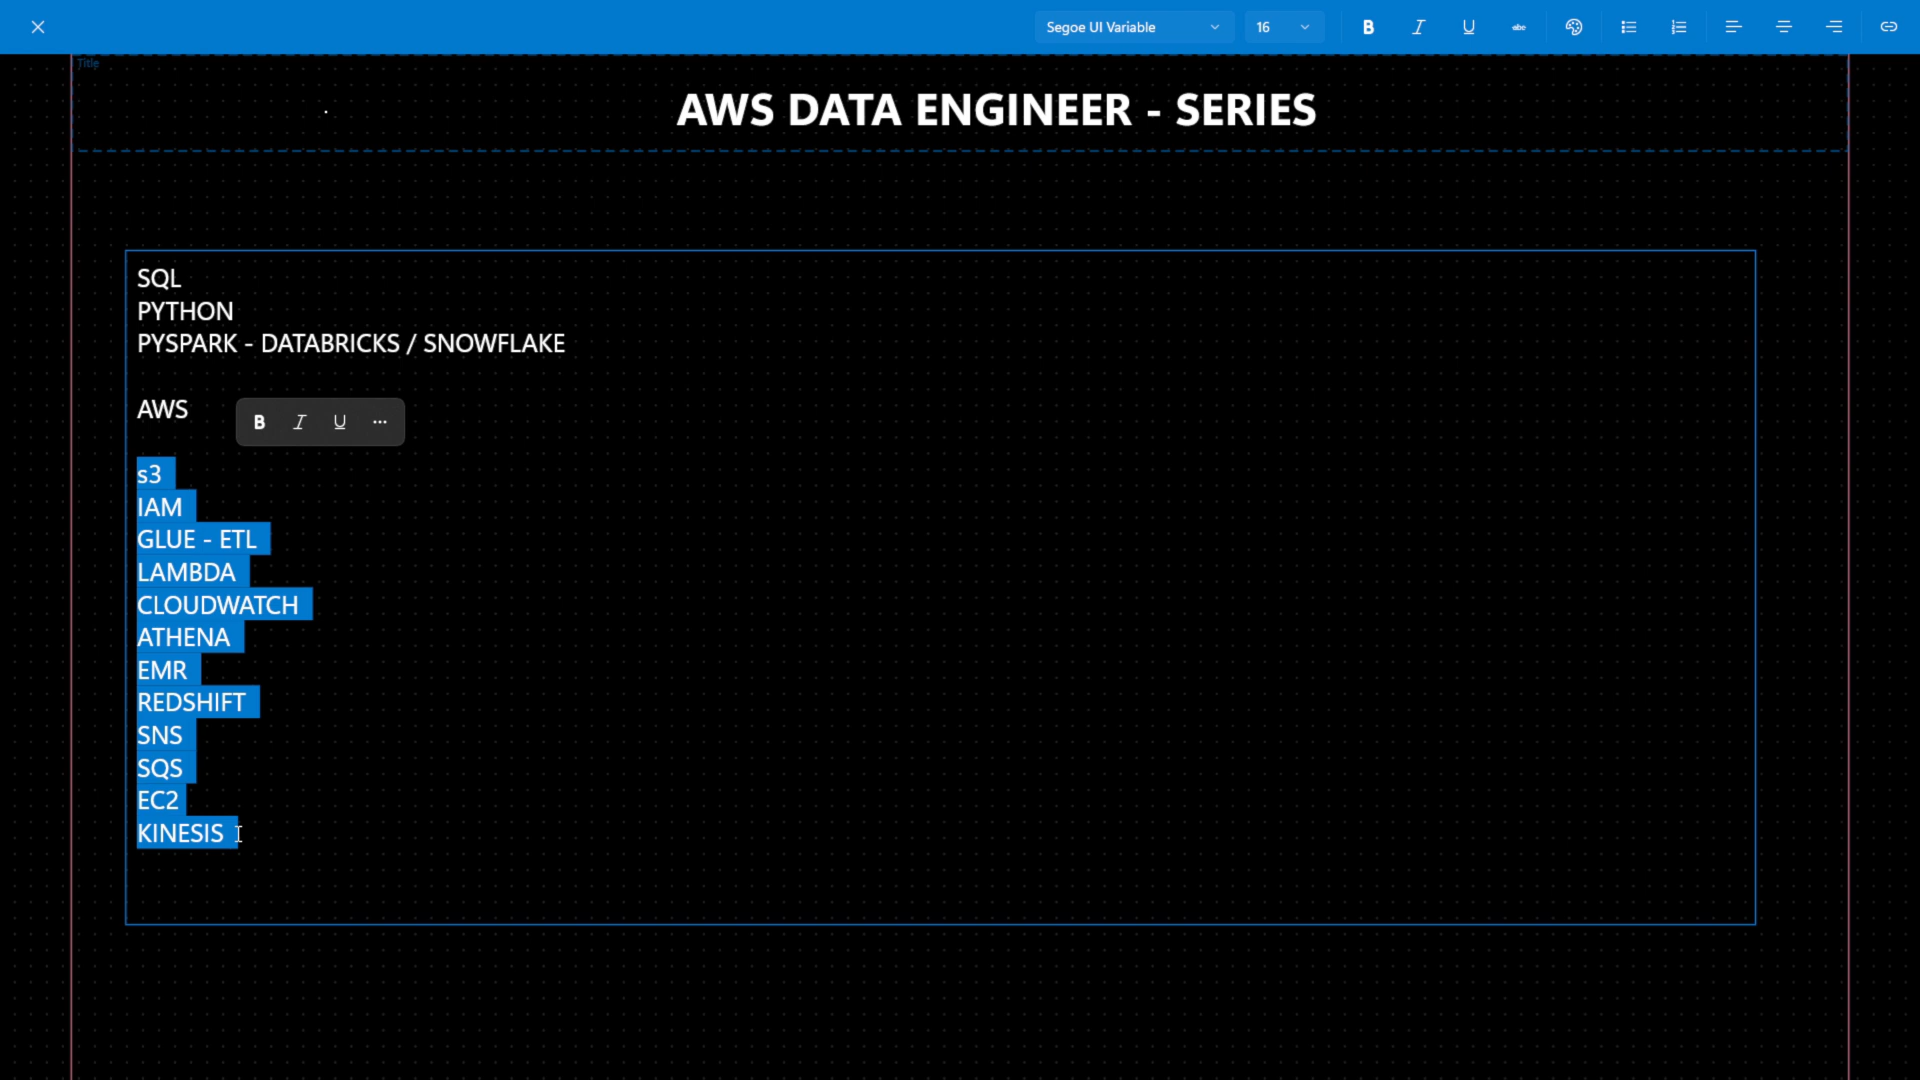 Segoe UI Variable
16
B
I
U
abc
Title
AWS DATA ENGINEER - SERIES
SQL
PYTHON
PYSPARK - DATABRICKS / SNOWFLAKE
AWS
B
I
U
s3
IAM
GLUE - ETL
LAMBDA
CLOUDWATCH
ATHENA
EMR
REDSHIFT
SNS
SQS
EC2
KINESIS